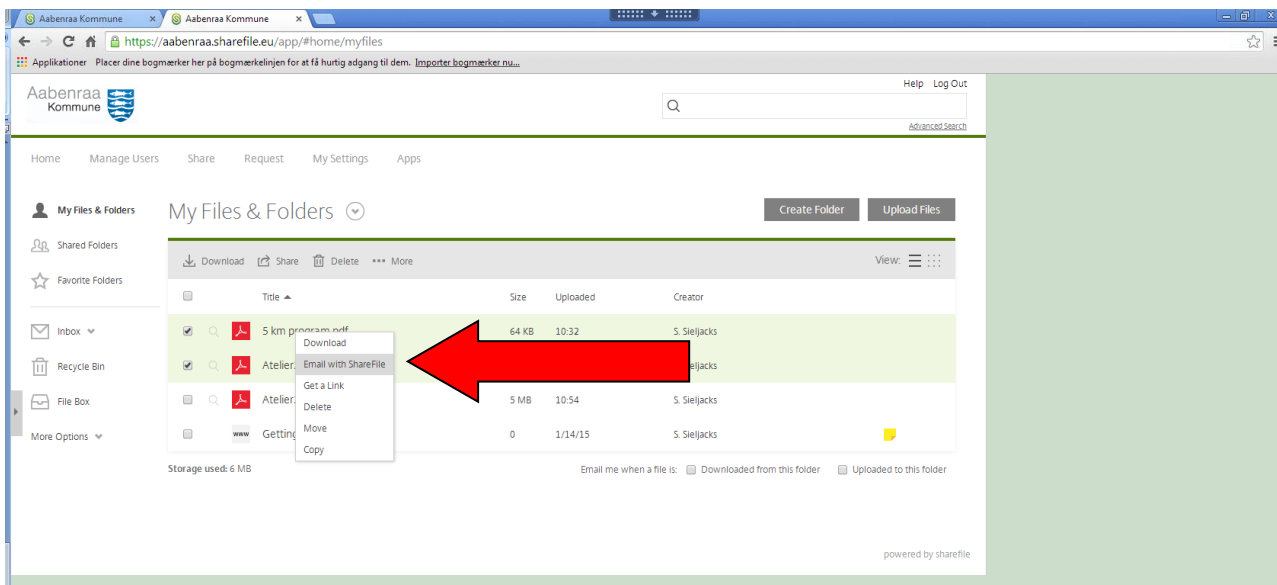 Aabenraa Kommune × Aabenraa Kommune ×
https://aabenraa.sharefile.eu/app/#home/myfiles
Applikationer Placer dine bogmærker her på bogmærkelinjen for at få hurtig adgang til dem. Importer bogmærker nu...
Help Log Out
Aabenraa
Kommune
Advanced Search
Home Manage Users Share Request My Settings Apps
My Files & Folders
My Files & Folders
Create Folder Upload Files
Shared Folders
Download Share Delete More View:
Favorite Folders
Title Size Uploaded Creator
Inbox
5 km program.pdf 64 KB 10:32 S. Sieljacks
Download
Recycle Bin
Atelier
Email with ShareFile
Get a Link
File Box
Atelier 5 MB 10:54 S. Sieljacks
Delete
Move
More Options
www Getting 0 1/14/15 S. Sieljacks
Copy
Storage used: 6 MB Email me when a file is: Downloaded from this folder Uploaded to this folder
powered by sharefile